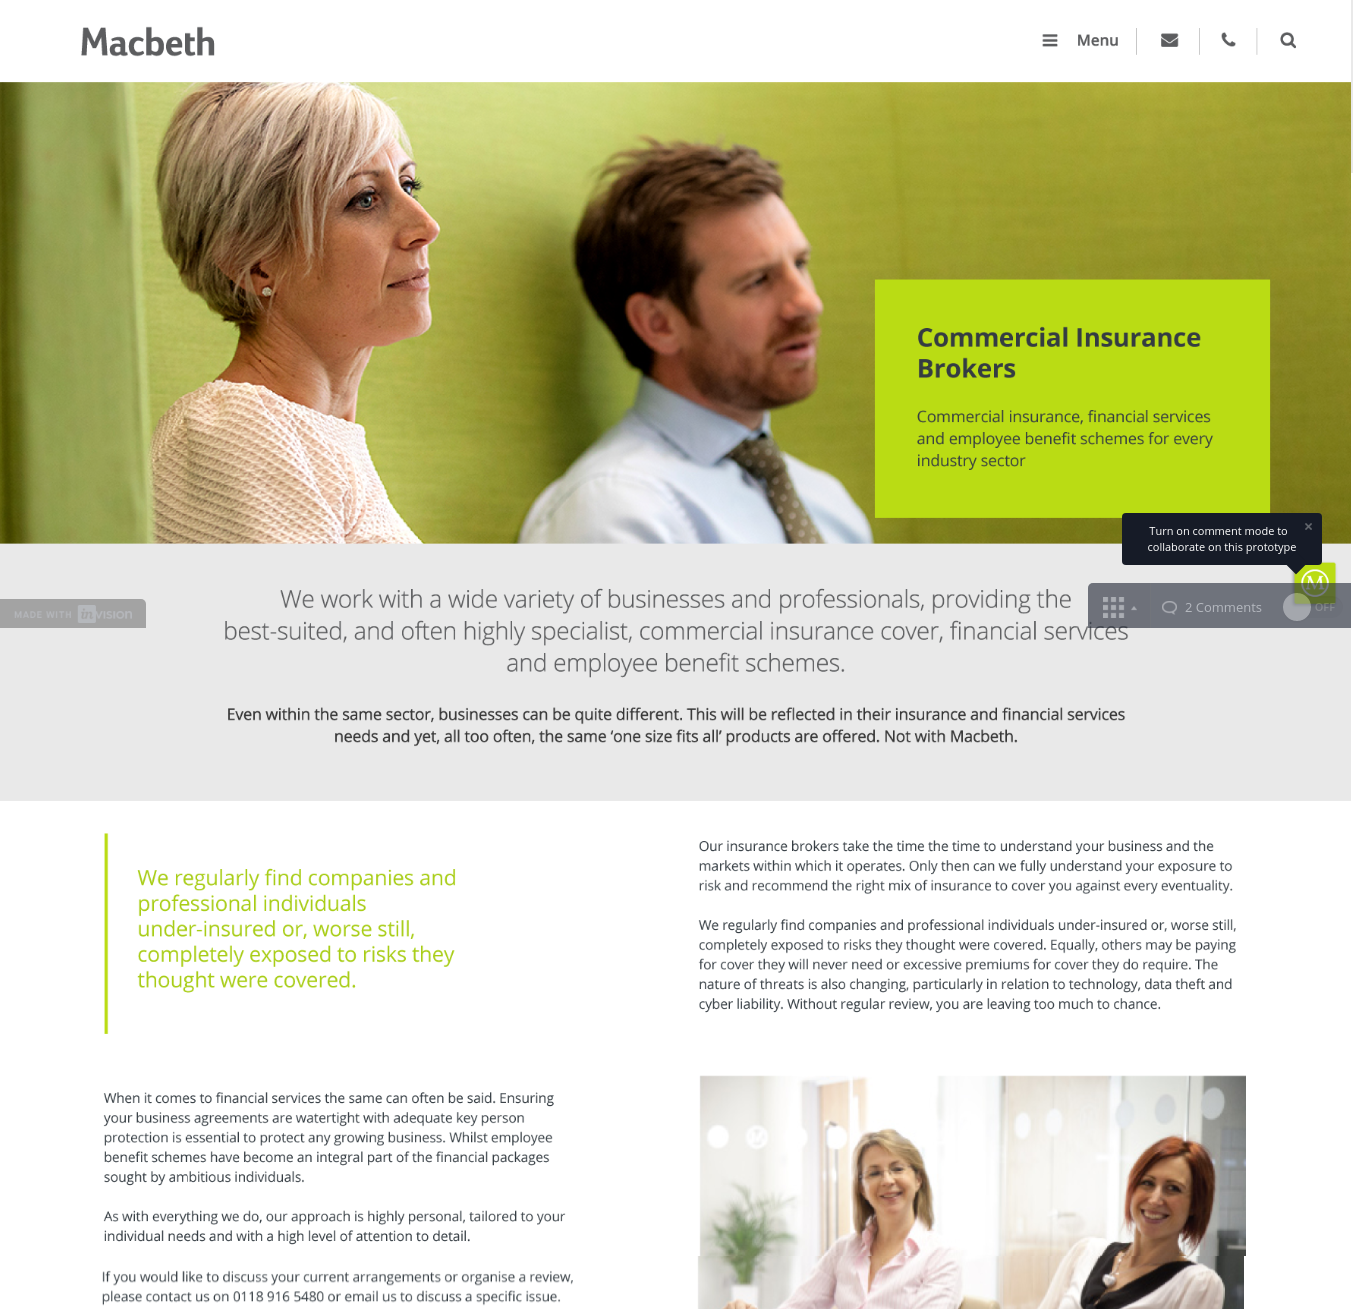 Macbeth
Menu
Commercial Insurance
Brokers
Commercial insurance, financial services
and employee benefit schemes for every
industry sector
Turn on comment mode to
collaborate on this prototype
M
2 Comments
OFF
MADE WITH invision
We work with a wide variety of businesses and professionals, providing the
best-suited, and often highly specialist, commercial insurance cover, financial services
and employee benefit schemes.
Even within the same sector, businesses can be quite different. This will be reflected in their insurance and financial services
needs and yet, all too often, the same ‘one size fits all’ products are offered. Not with Macbeth.
We regularly find companies and
professional individuals
under-insured or, worse still,
completely exposed to risks they
thought were covered.
Our insurance brokers take the time the time to understand your business and the
markets within which it operates. Only then can we fully understand your exposure to
risk and recommend the right mix of insurance to cover you against every eventuality.
We regularly find companies and professional individuals under-insured or, worse still,
completely exposed to risks they thought were covered. Equally, others may be paying
for cover they will never need or excessive premiums for cover they do require. The
nature of threats is also changing, particularly in relation to technology, data theft and
cyber liability. Without regular review, you are leaving too much to chance.
When it comes to financial services the same can often be said. Ensuring
your business agreements are watertight with adequate key person
protection is essential to protect any growing business. Whilst employee
benefit schemes have become an integral part of the financial packages
sought by ambitious individuals.
As with everything we do, our approach is highly personal, tailored to your
individual needs and with a high level of attention to detail.
If you would like to discuss your current arrangements or organise a review,
please contact us on 0118 916 5480 or email us to discuss a specific issue.